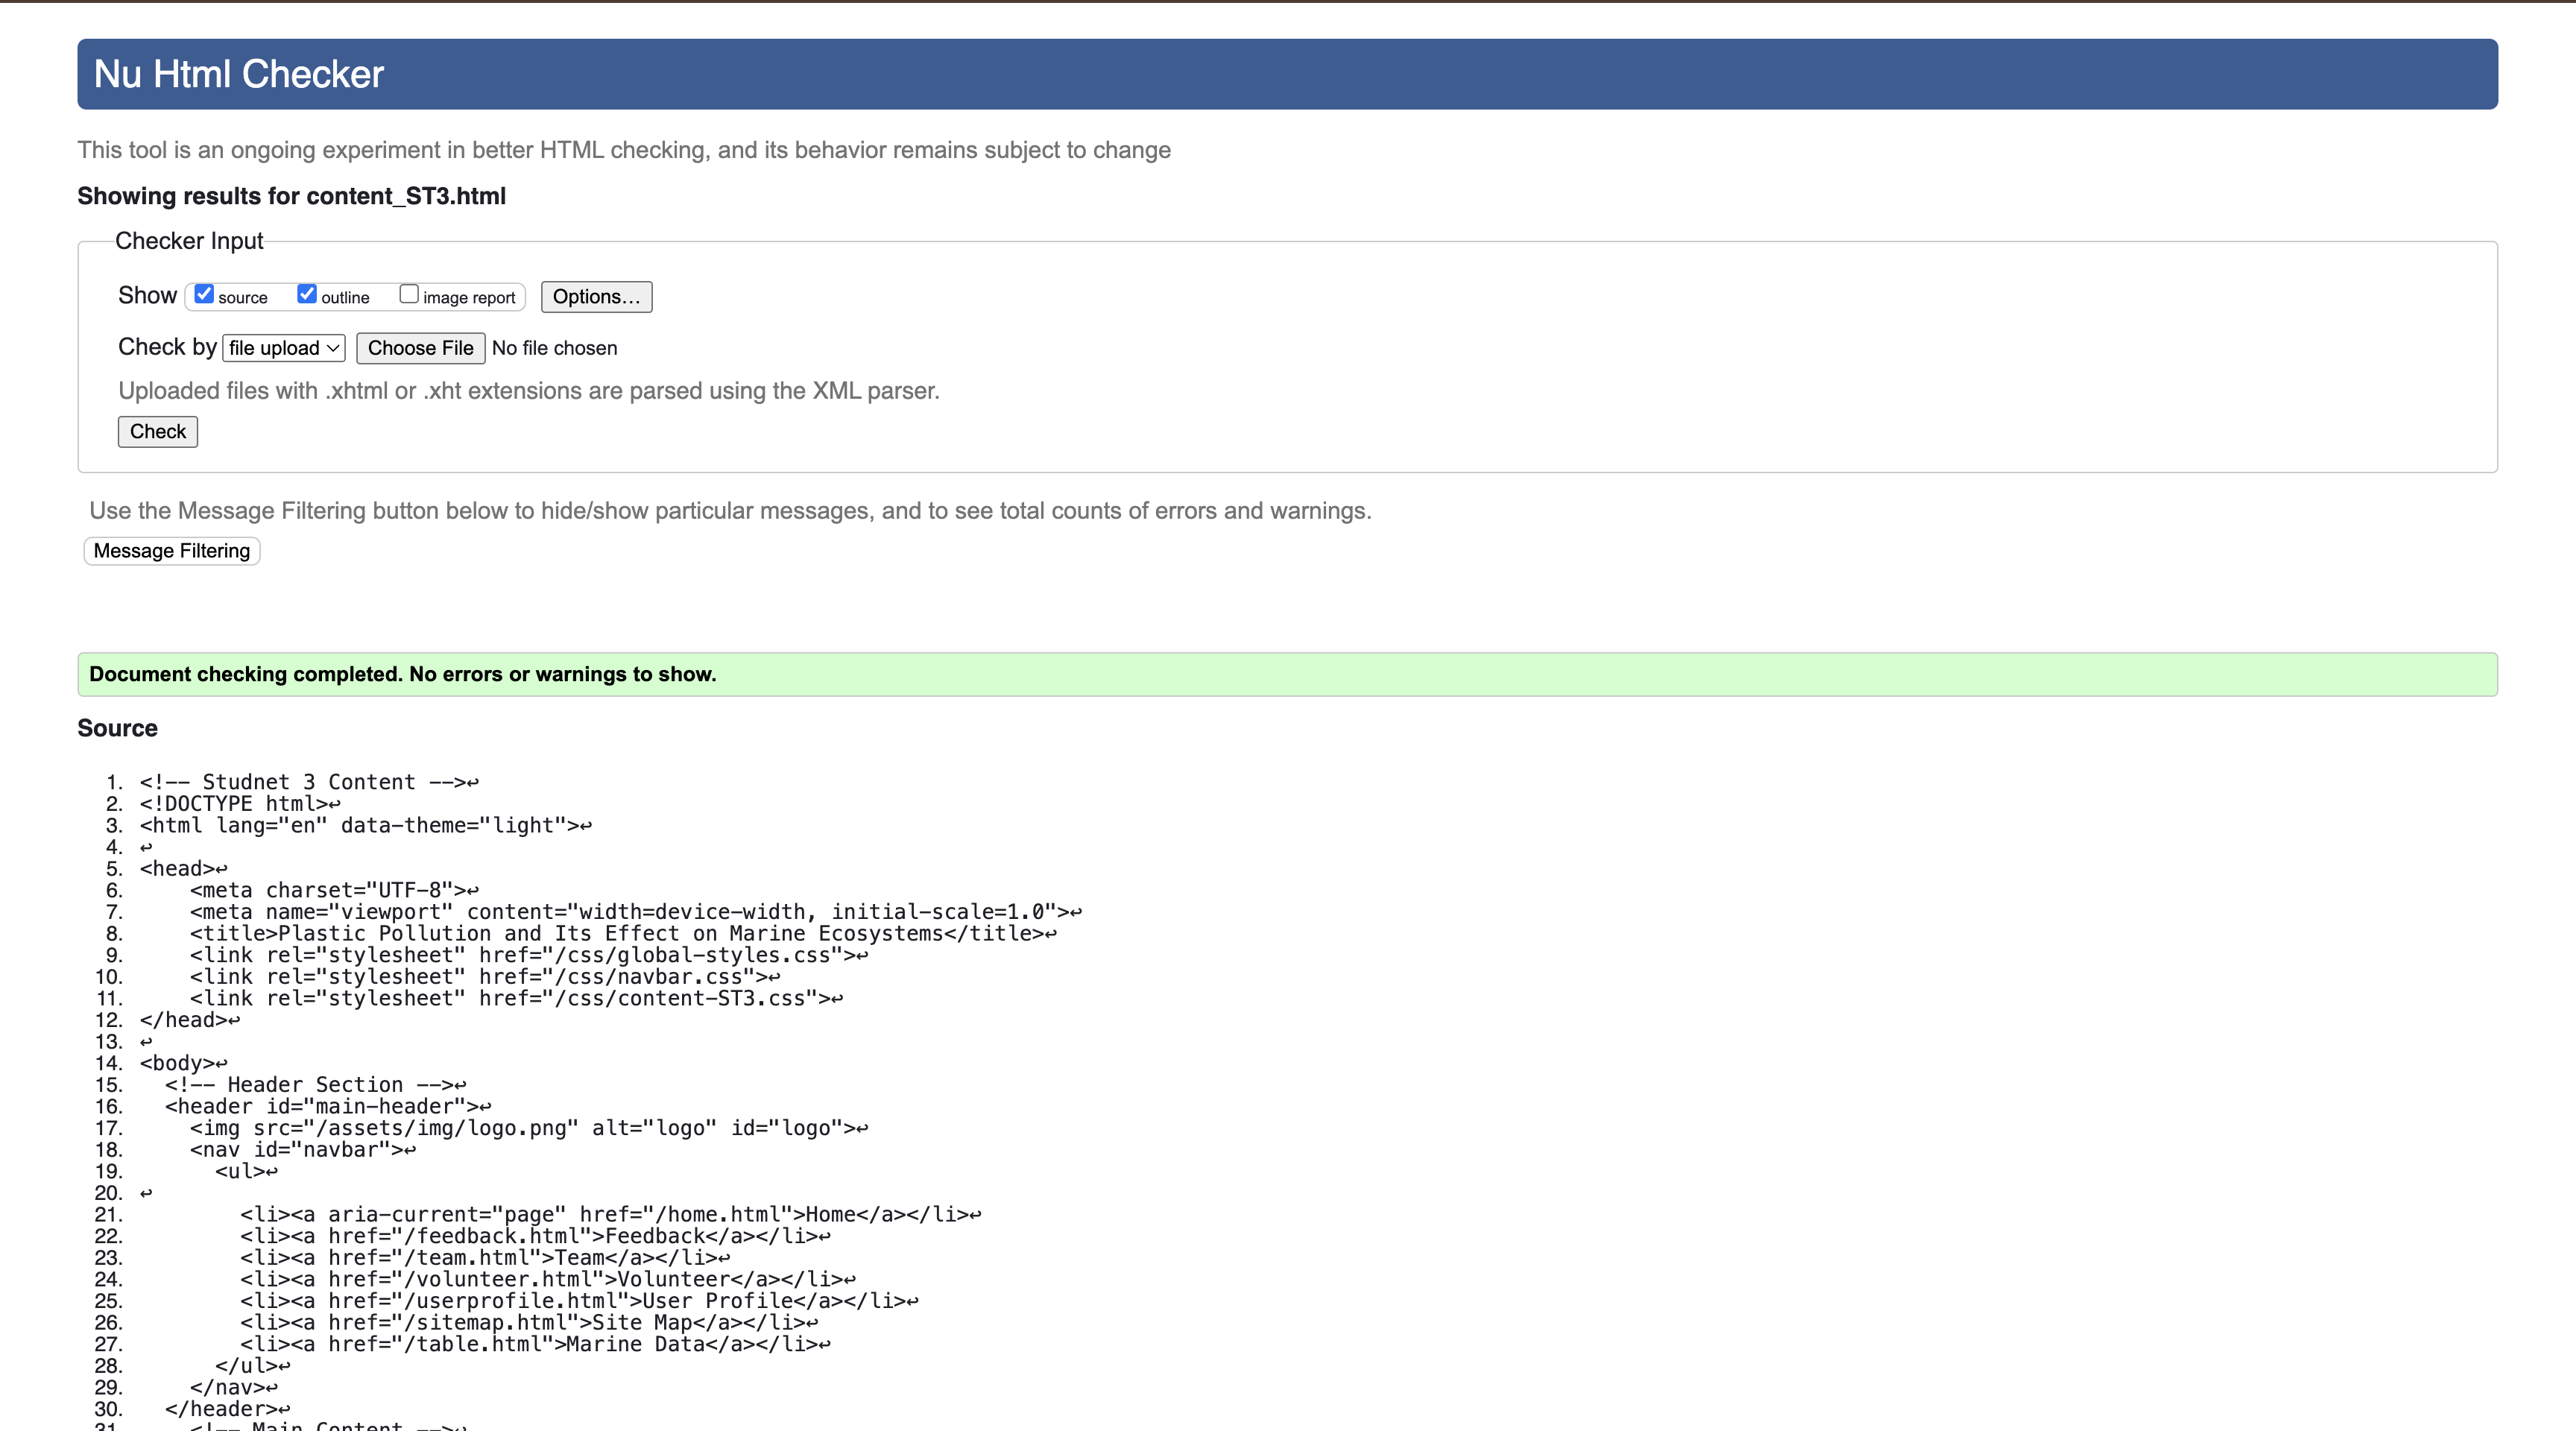 Nu Html Checker
This tool is an ongoing experiment in better HTML checking, and its behavior remains subject to change
Showing results for content_ST3.html
Checker Input
Show source outline image report Options...
Check by file upload Choose File No file chosen
Uploaded files with .xhtml or .xht extensions are parsed using the XML parser.
Check
Use the Message Filtering button below to hide/show particular messages, and to see total counts of errors and warnings.
Message Filtering
Document checking completed. No errors or warnings to show.
Source
1. <!-- Studnet 3 Content -->↩
2. <!DOCTYPE html>↩
3. <html lang="en" data-theme="light">↩
4. ↩
5. <head>↩
6.     <meta charset="UTF-8">↩
7.     <meta name="viewport" content="width=device-width, initial-scale=1.0">↩
8.     <title>Plastic Pollution and Its Effect on Marine Ecosystems</title>↩
9.     <link rel="stylesheet" href="/css/global-styles.css">↩
10.     <link rel="stylesheet" href="/css/navbar.css">↩
11.     <link rel="stylesheet" href="/css/content-ST3.css">↩
12. </head>↩
13. ↩
14. <body>↩
15.   <!-- Header Section -->↩
16.   <header id="main-header">↩
17.     <img src="/assets/img/logo.png" alt="logo" id="logo">↩
18.     <nav id="navbar">↩
19.       <ul>↩
20. ↩
21.         <li><a aria-current="page" href="/home.html">Home</a></li>↩
22.         <li><a href="/feedback.html">Feedback</a></li>↩
23.         <li><a href="/team.html">Team</a></li>↩
24.         <li><a href="/volunteer.html">Volunteer</a></li>↩
25.         <li><a href="/userprofile.html">User Profile</a></li>↩
26.         <li><a href="/sitemap.html">Site Map</a></li>↩
27.         <li><a href="/table.html">Marine Data</a></li>↩
28.       </ul>↩
29.     </nav>↩
30.   </header>↩
31.     <!-- Main Content -->↩